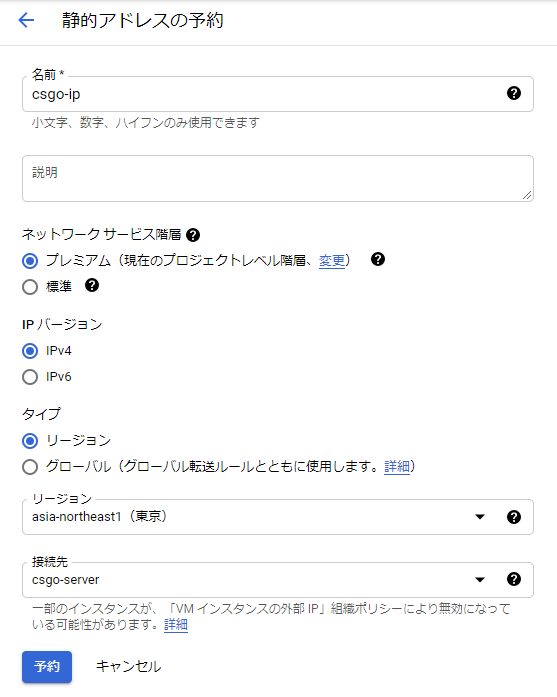 静的アドレスの予約
名前 *
csgo-ip
小文字、数字、ハイフンのみ使用できます
説明
ネットワーク サービス階層
プレミアム（現在のプロジェクトレベル階層、変更）
標準
IP バージョン
IPv4
IPv6
タイプ
リージョン
グローバル（グローバル転送ルールとともに使用します。詳細）
リージョン
asia-northeast1（東京）
接続先
csgo-server
一部のインスタンスが、「VM インスタンスの外部 IP」組織ポリシーにより無効になって
いる可能性があります。詳細
予約 キャンセル